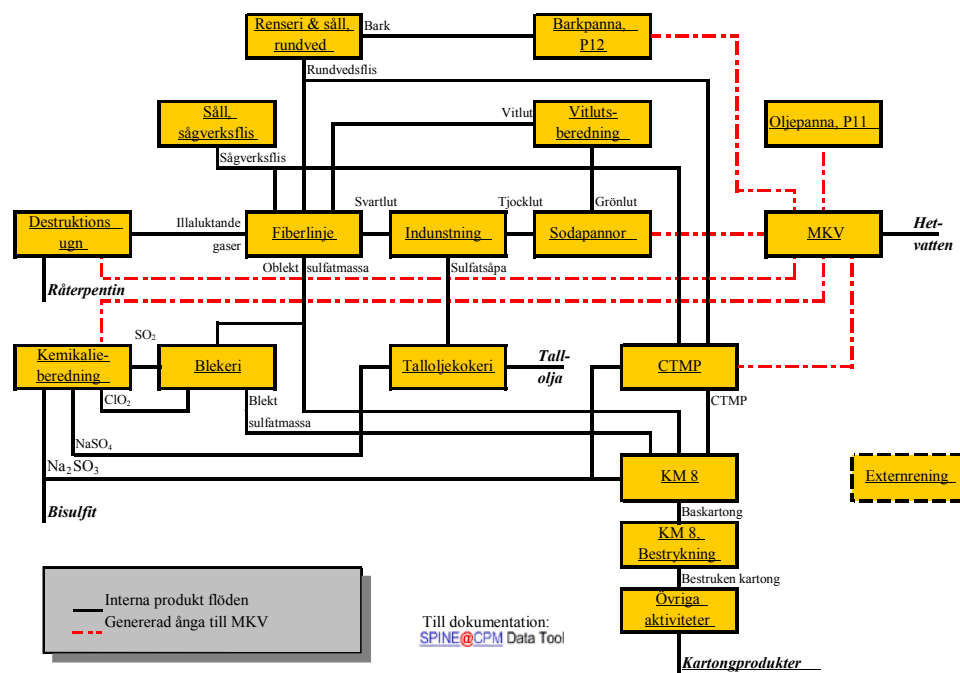 Renseri & såll,
rundved
Bark
Barkpanna,
P12
Rundvedsflis
Såll,
sågverksflis
Vitlut
Vitluts-
beredning
Oljepanna, P11
Sågverksflis
Destruktions
ugn
Illaluktande
gaser
Fiberlinje
Svartlut
Indunstning
Tjocklut
Sodapannor
Grönlut
MKV
Het-
vatten
Råterpentin
Oblekt sulfatmassa
Sulfatsåpa
SO2
Kemikalie-
beredning
Blekeri
Talloljekokeri
Tall-
olja
CTMP
ClO2
Blekt
sulfatmassa
CTMP
NaSO4
Na2SO3
KM 8
Externrening
Bisulfit
Baskartong
KM 8,
Bestrykning
Bestruken kartong
Övriga
aktiviteter
Interna produkt flöden
Genererad ånga till MKV
Till dokumentation:
SPINE@CPM Data Tool
Kartongprodukter